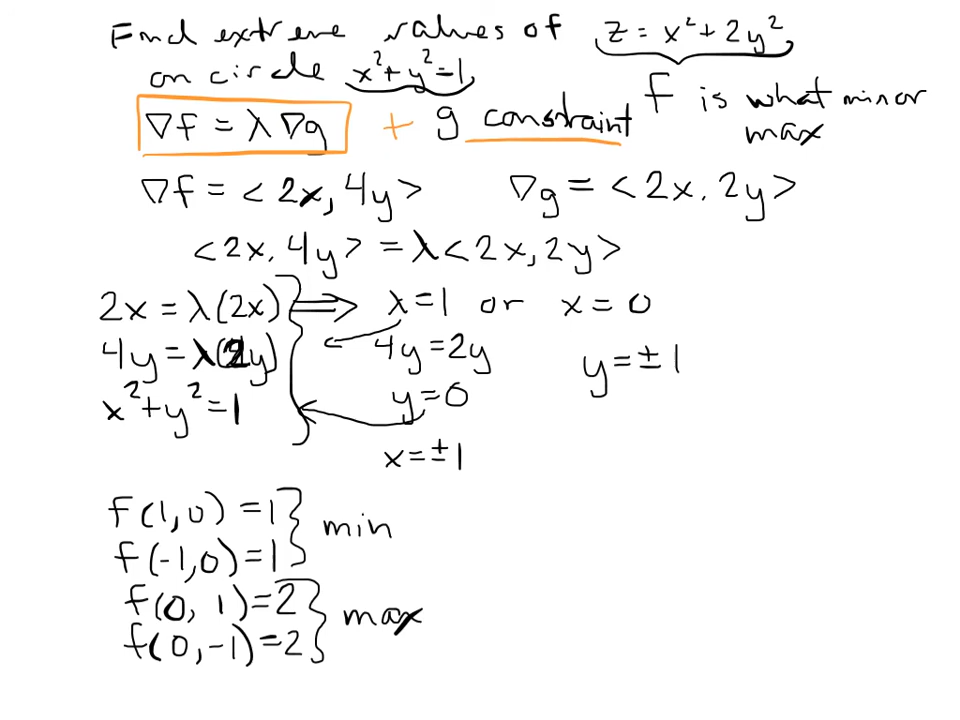 Find extreme values of z = x² + 2y²
on circle x² + y² = 1
f is what min or max
∇f = λ∇g + g constraint
∇f = < 2x, 4y > ∇g = < 2x, 2y >
< 2x, 4y > = λ < 2x, 2y >
2x = λ(2x) ⟹ λ = 1 or x = 0
4y = λ(2y) 4y = 2y y = ± 1
x² + y² = 1 y = 0
x = ± 1
f(1, 0) = 1
f(-1, 0) = 1 } min
f(0, 1) = 2
f(0, -1) = 2 } max